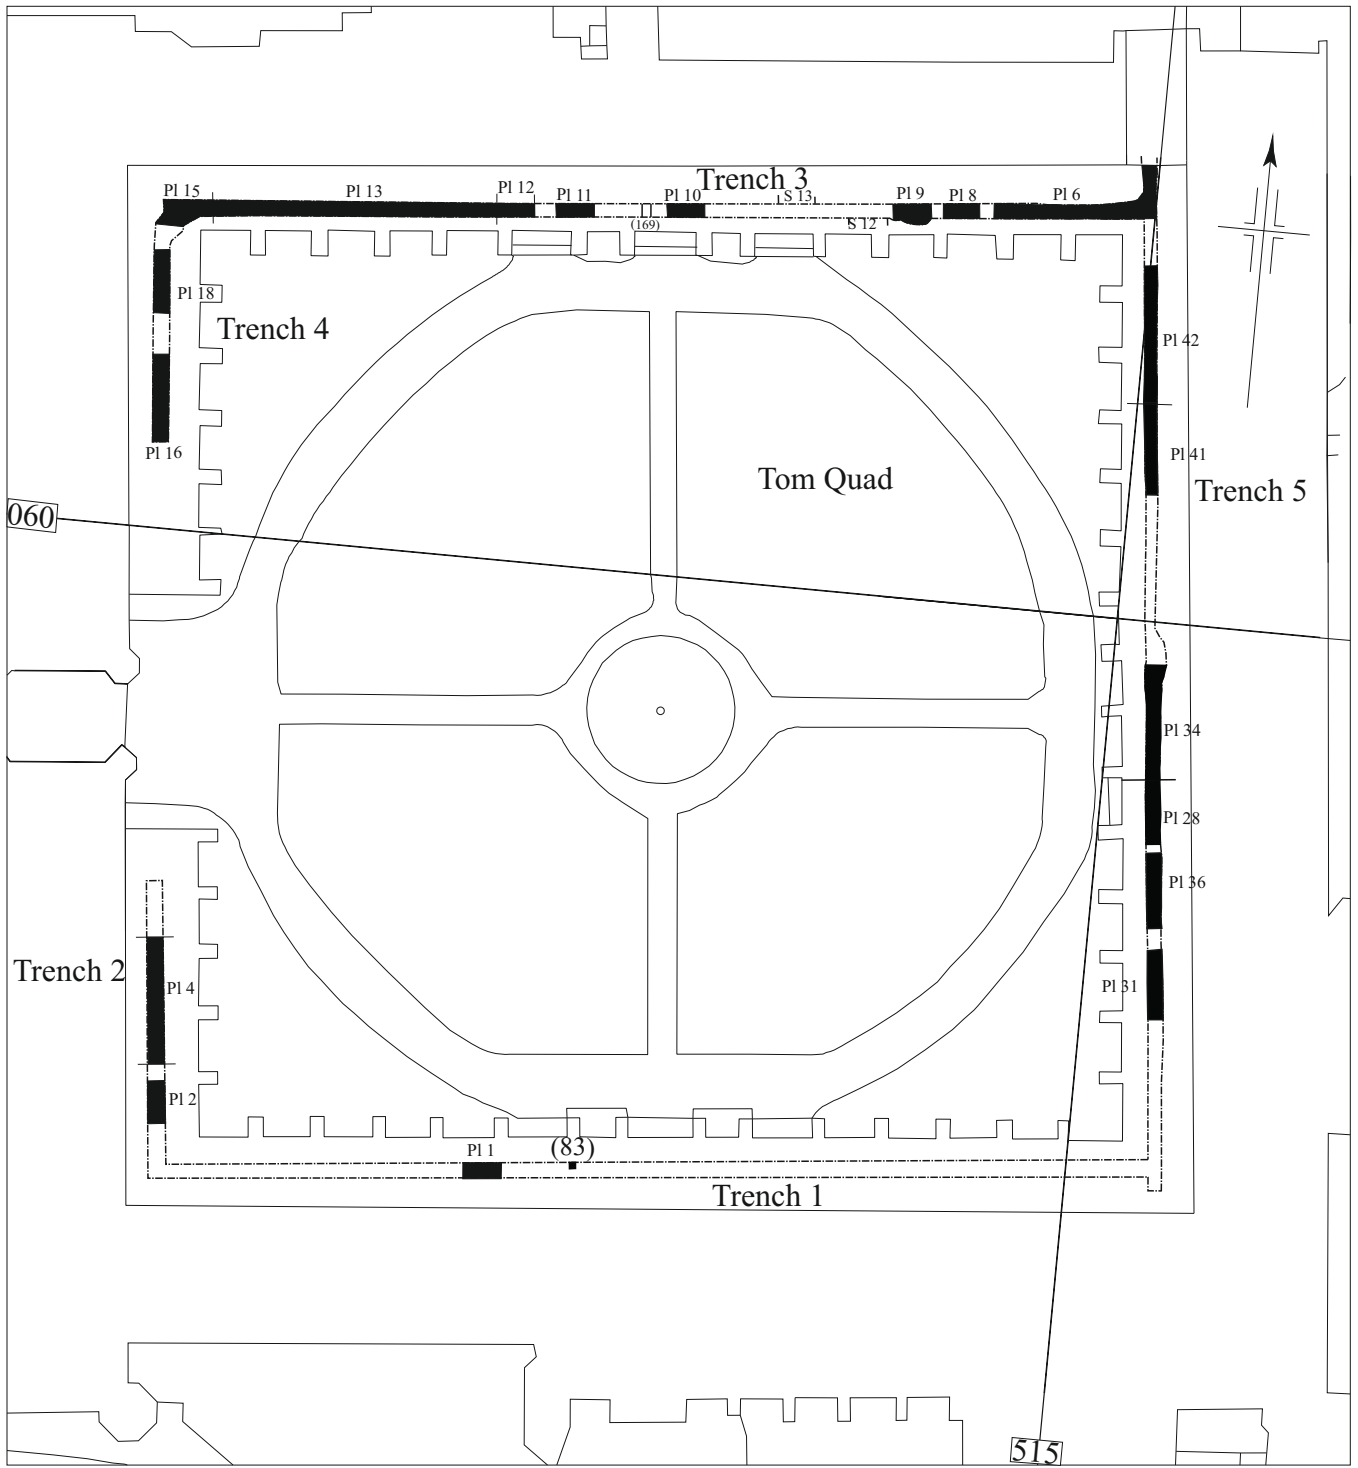 Trench 3
Pl 15
Pl 13
Pl 12
Pl 11
Pl 10
S 13
Pl 9
Pl 8
Pl 6
(169)
S 12
Pl 18
Trench 4
Pl 42
Pl 16
Pl 41
Tom Quad
Trench 5
060
Pl 34
Pl 28
Pl 36
Trench 2
Pl 4
Pl 31
Pl 2
Pl 1
(83)
Trench 1
515